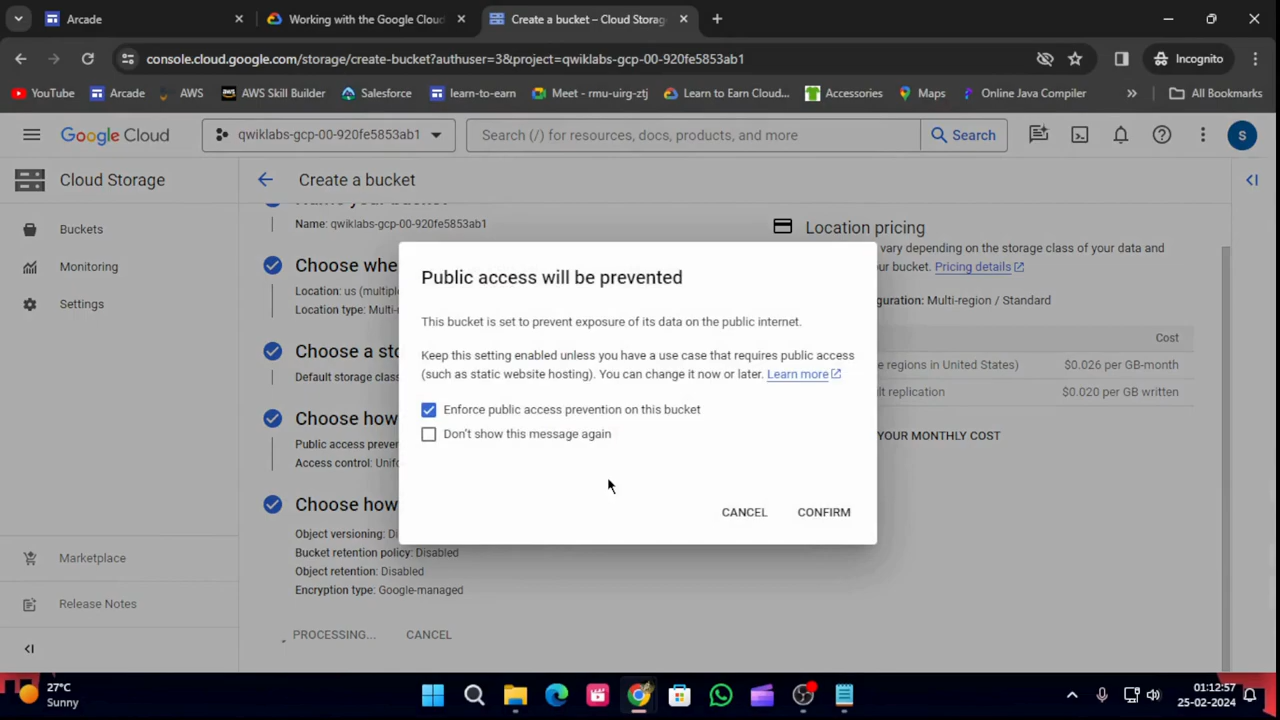 Arcade
Working with the Google Cloud
Create a bucket – Cloud Storag
console.cloud.google.com/storage/create-bucket?authuser=3&project=qwiklabs-gcp-00-920fe5853ab1
Incognito
YouTube
Arcade
AWS
AWS Skill Builder
Salesforce
learn-to-earn
Meet - rmu-uirg-ztj
Learn to Earn Cloud...
Accessories
Maps
Online Java Compiler
All Bookmarks
Google Cloud
qwiklabs-gcp-00-920fe5853ab1
Search (/) for resources, docs, products, and more
Search
S
Cloud Storage
Create a bucket
Buckets
Monitoring
Settings
Marketplace
Release Notes
Name your bucket
Name: qwiklabs-gcp-00-920fe5853ab1
Choose whe
Location: us (multiple
Location type: Multi-
Choose a sto
Default storage class
Choose how
Public access preven
Access control: Unifo
Choose how
Object versioning: Di
Bucket retention policy: Disabled
Object retention: Disabled
Encryption type: Google-managed
PROCESSING...
CANCEL
Location pricing
vary depending on the storage class of your data and
ur bucket. Pricing details
guration: Multi-region / Standard
Cost
e regions in United States) $0.026 per GB-month
ult replication $0.020 per GB written
YOUR MONTHLY COST
Public access will be prevented
This bucket is set to prevent exposure of its data on the public internet.
Keep this setting enabled unless you have a use case that requires public access
(such as static website hosting). You can change it now or later. Learn more
Enforce public access prevention on this bucket
Don't show this message again
CANCEL
CONFIRM
27°C
Sunny
01:12:57
25-02-2024